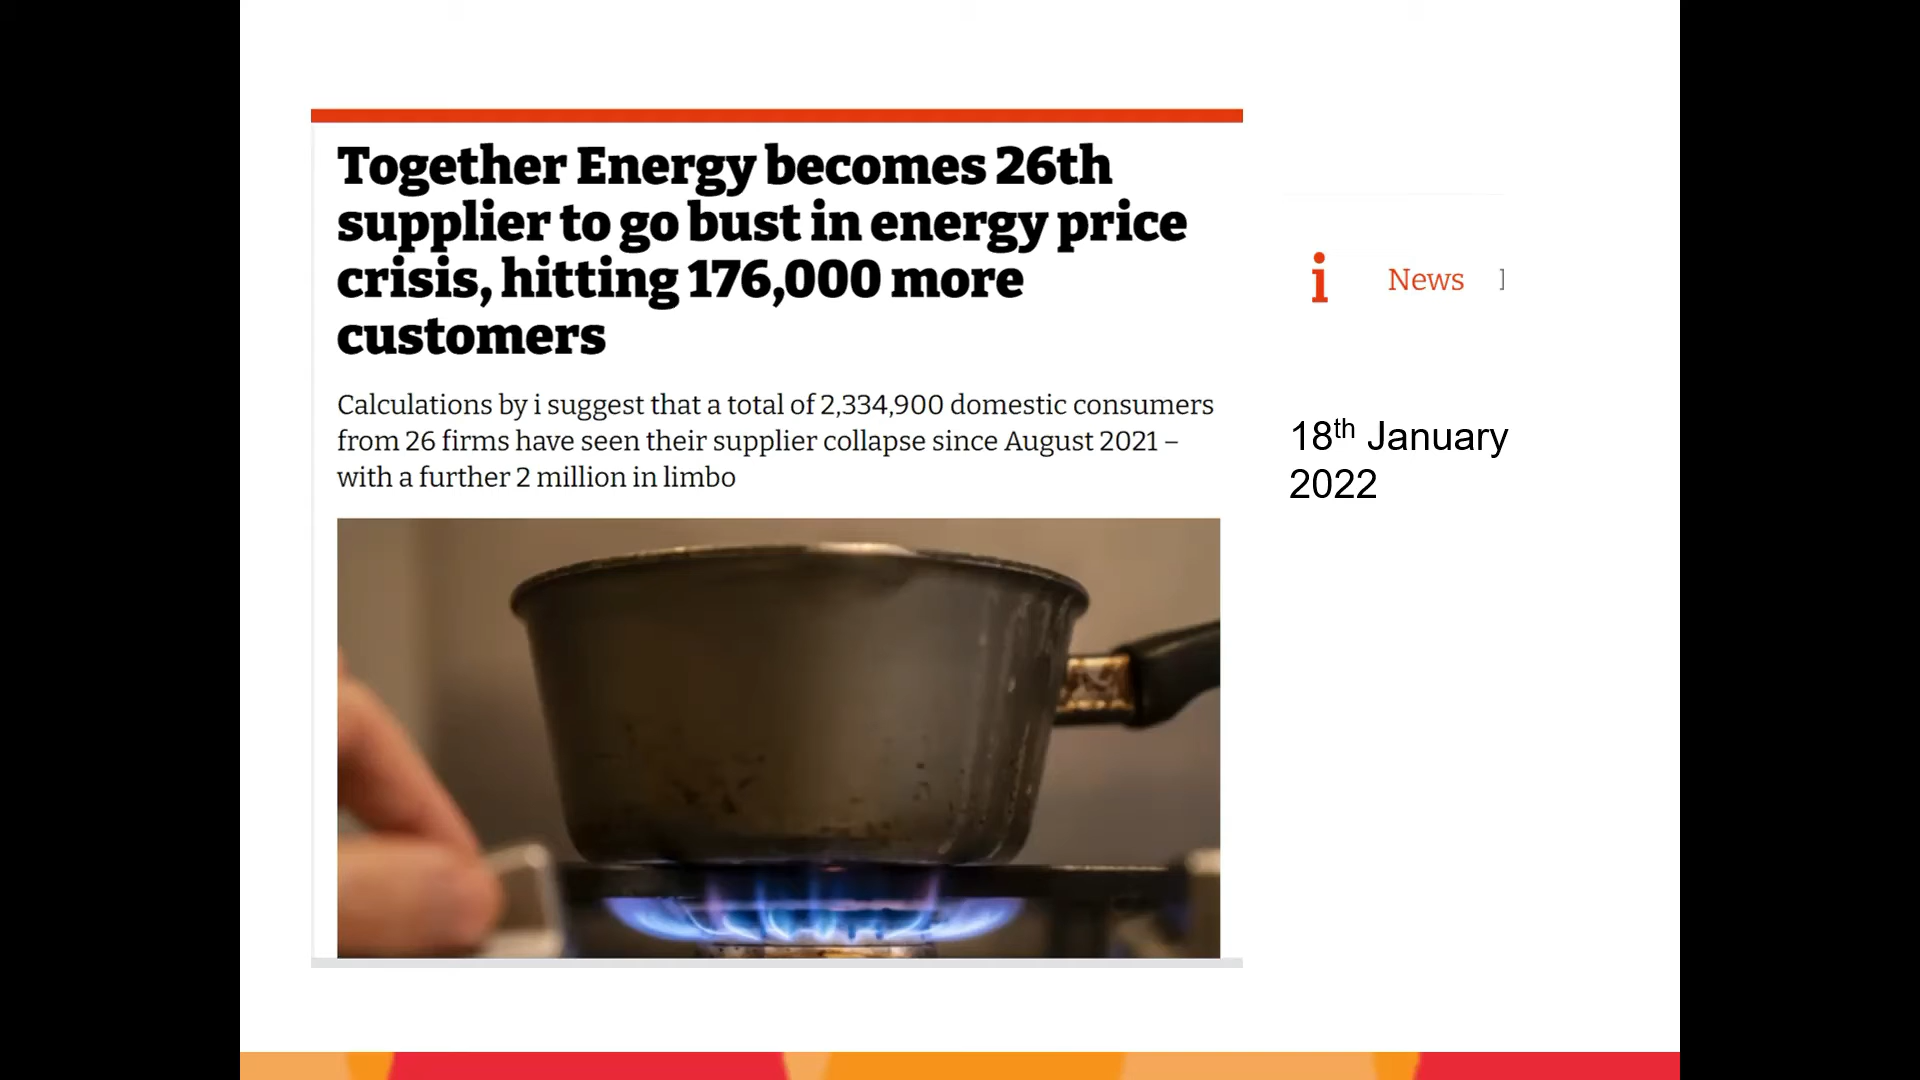 Together Energy becomes 26th
supplier to go bust in energy price
crisis, hitting 176,000 more
customers
Calculations by i suggest that a total of 2,334,900 domestic consumers
from 26 firms have seen their supplier collapse since August 2021 –
with a further 2 million in limbo
i News
18th January
2022